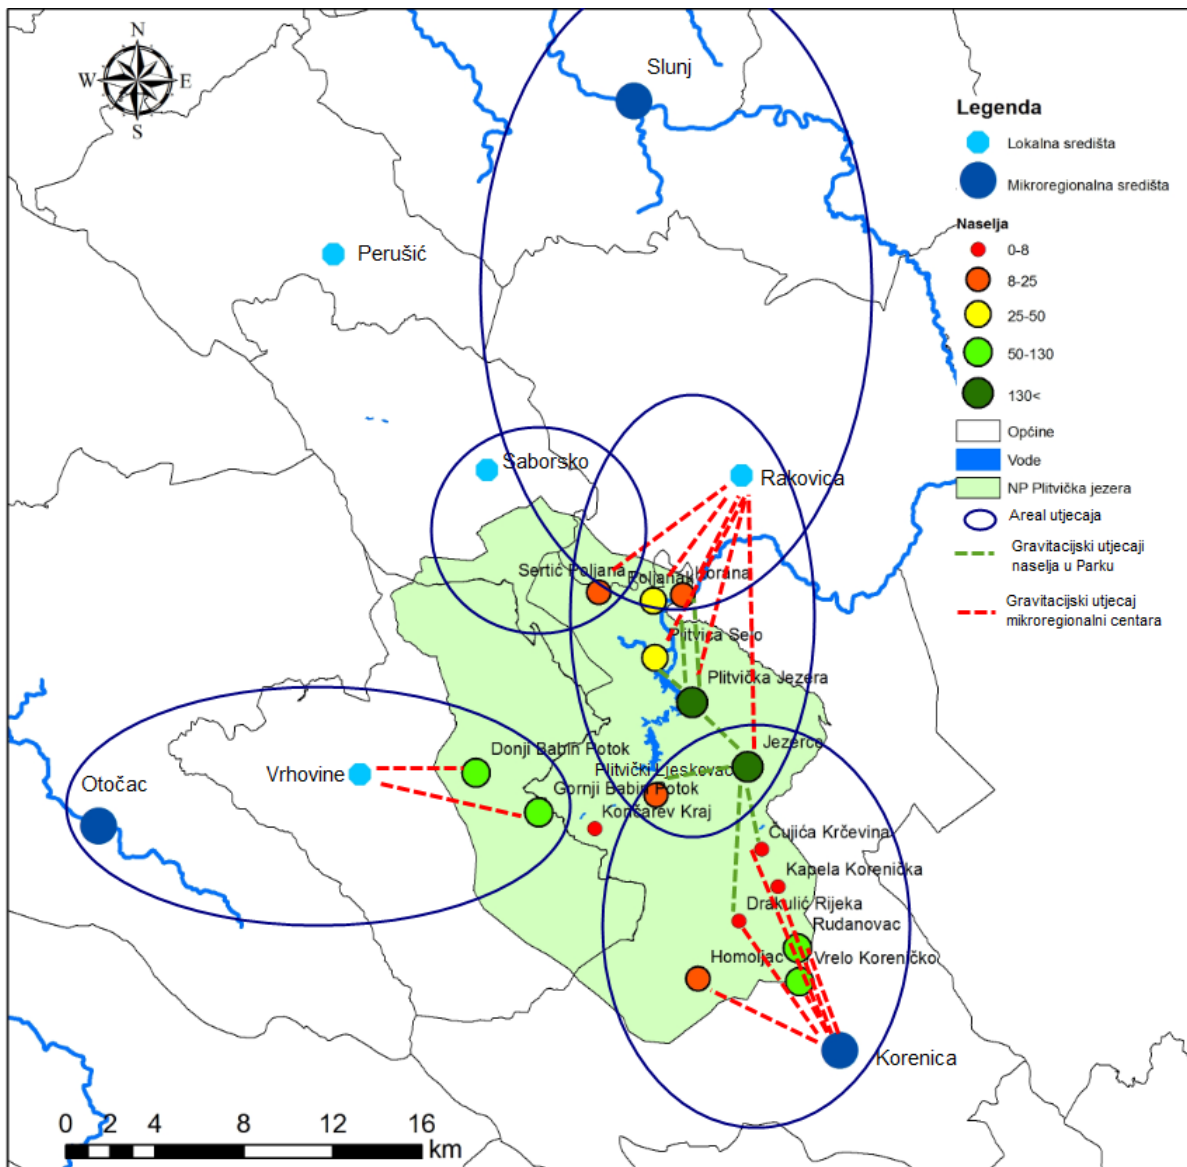 N
W
E
S
Slunj
Perušić
Saborsko
Rakovica
Sertić Poljana
Poljanak
Korana
Plitvica Selo
Plitvička Jezera
Jezerce
Donji Babin Potok
Plitvički Ljeskovac
Vrhovine
Gornji Babin Potok
Otočac
Končarev Kraj
Čujića Krčevina
Kapela Korenička
Drakulić Rijeka
Rudanovac
Homoljac
Vrelo Koreničko
Korenica
Legenda
Lokalna središta
Mikroregionalna središta
Naselja
0-8
8-25
25-50
50-130
130<
Općine
Vode
NP Plitvička jezera
Areal utjecaja
Gravitacijski utjecaji
naselja u Parku
Gravitacijski utjecaj
mikroregionalni centara
0 2 4 8 12 16
km